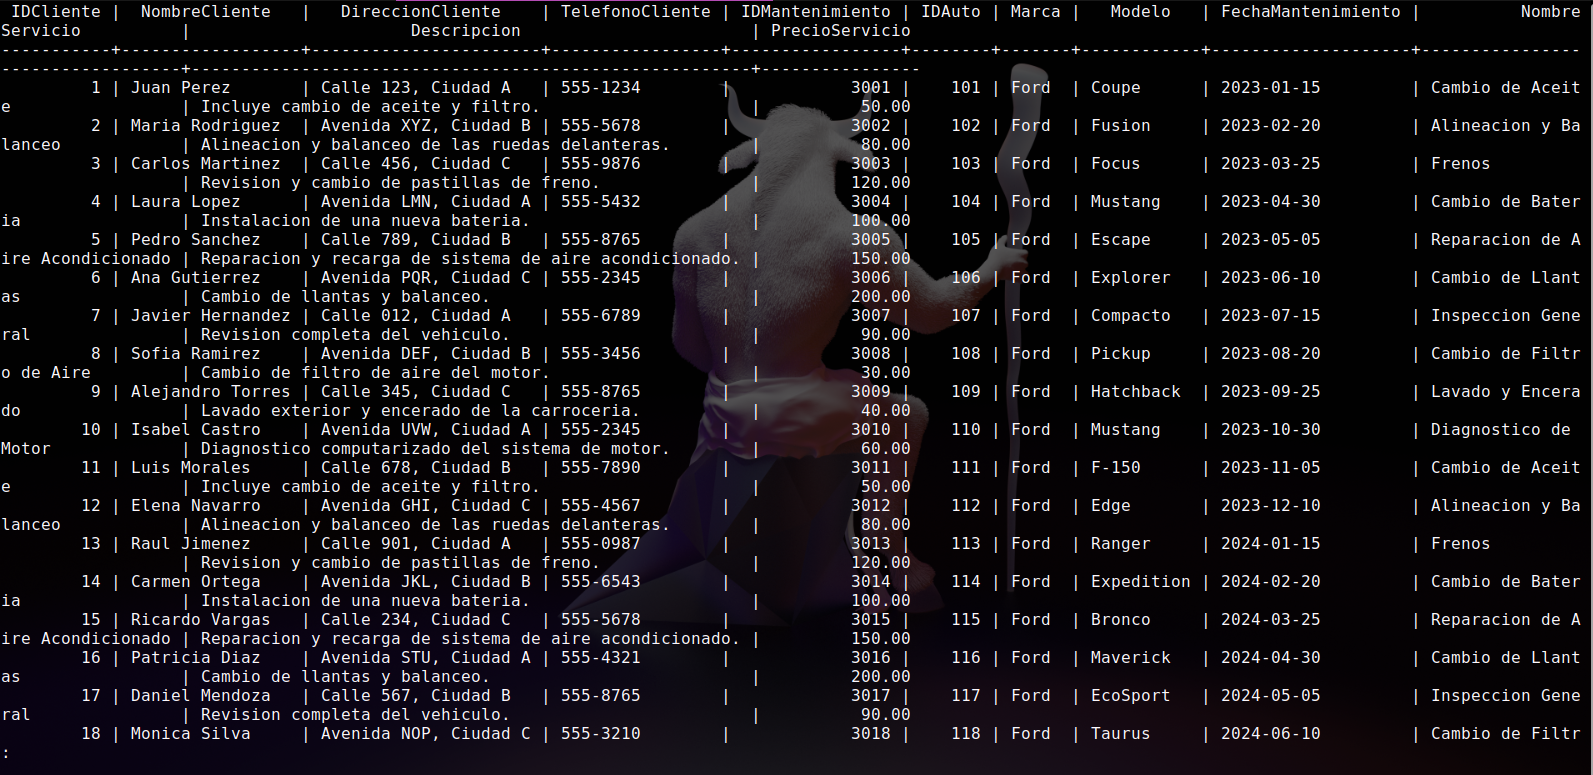 IDCliente | NombreCliente | DireccionCliente | TelefonoCliente | IDMantenimiento | IDAuto | Marca | Modelo | FechaMantenimiento | Nombre
Servicio | Descripcion | PrecioServicio
-----------+-------------------+-----------------------+------------------+-----------------+--------+-------+------------+--------------------+----------------
------------------+--------------------------------------------------------+----------------
1 | Juan Perez | Calle 123, Ciudad A | 555-1234 | 3001 | 101 | Ford | Coupe | 2023-01-15 | Cambio de Aceit
e | Incluye cambio de aceite y filtro. | 50.00
2 | Maria Rodriguez | Avenida XYZ, Ciudad B | 555-5678 | 3002 | 102 | Ford | Fusion | 2023-02-20 | Alineacion y Ba
lanceo | Alineacion y balanceo de las ruedas delanteras. | 80.00
3 | Carlos Martinez | Calle 456, Ciudad C | 555-9876 | 3003 | 103 | Ford | Focus | 2023-03-25 | Frenos
| Revision y cambio de pastillas de freno. | 120.00
4 | Laura Lopez | Avenida LMN, Ciudad A | 555-5432 | 3004 | 104 | Ford | Mustang | 2023-04-30 | Cambio de Bater
ia | Instalacion de una nueva bateria. | 100.00
5 | Pedro Sanchez | Calle 789, Ciudad B | 555-8765 | 3005 | 105 | Ford | Escape | 2023-05-05 | Reparacion de A
ire Acondicionado | Reparacion y recarga de sistema de aire acondicionado. | 150.00
6 | Ana Gutierrez | Avenida PQR, Ciudad C | 555-2345 | 3006 | 106 | Ford | Explorer | 2023-06-10 | Cambio de Llant
as | Cambio de llantas y balanceo. | 200.00
7 | Javier Hernandez | Calle 012, Ciudad A | 555-6789 | 3007 | 107 | Ford | Compacto | 2023-07-15 | Inspeccion Gene
ral | Revision completa del vehiculo. | 90.00
8 | Sofia Ramirez | Avenida DEF, Ciudad B | 555-3456 | 3008 | 108 | Ford | Pickup | 2023-08-20 | Cambio de Filtr
o de Aire | Cambio de filtro de aire del motor. | 30.00
9 | Alejandro Torres | Calle 345, Ciudad C | 555-8765 | 3009 | 109 | Ford | Hatchback | 2023-09-25 | Lavado y Encera
do | Lavado exterior y encerado de la carroceria. | 40.00
10 | Isabel Castro | Avenida UVW, Ciudad A | 555-2345 | 3010 | 110 | Ford | Mustang | 2023-10-30 | Diagnostico de
Motor | Diagnostico computarizado del sistema de motor. | 60.00
11 | Luis Morales | Calle 678, Ciudad B | 555-7890 | 3011 | 111 | Ford | F-150 | 2023-11-05 | Cambio de Aceit
e | Incluye cambio de aceite y filtro. | 50.00
12 | Elena Navarro | Avenida GHI, Ciudad C | 555-4567 | 3012 | 112 | Ford | Edge | 2023-12-10 | Alineacion y Ba
lanceo | Alineacion y balanceo de las ruedas delanteras. | 80.00
13 | Raul Jimenez | Calle 901, Ciudad A | 555-0987 | 3013 | 113 | Ford | Ranger | 2024-01-15 | Frenos
| Revision y cambio de pastillas de freno. | 120.00
14 | Carmen Ortega | Avenida JKL, Ciudad B | 555-6543 | 3014 | 114 | Ford | Expedition | 2024-02-20 | Cambio de Bater
ia | Instalacion de una nueva bateria. | 100.00
15 | Ricardo Vargas | Calle 234, Ciudad C | 555-5678 | 3015 | 115 | Ford | Bronco | 2024-03-25 | Reparacion de A
ire Acondicionado | Reparacion y recarga de sistema de aire acondicionado. | 150.00
16 | Patricia Diaz | Avenida STU, Ciudad A | 555-4321 | 3016 | 116 | Ford | Maverick | 2024-04-30 | Cambio de Llant
as | Cambio de llantas y balanceo. | 200.00
17 | Daniel Mendoza | Calle 567, Ciudad B | 555-8765 | 3017 | 117 | Ford | EcoSport | 2024-05-05 | Inspeccion Gene
ral | Revision completa del vehiculo. | 90.00
18 | Monica Silva | Avenida NOP, Ciudad C | 555-3210 | 3018 | 118 | Ford | Taurus | 2024-06-10 | Cambio de Filtr
: